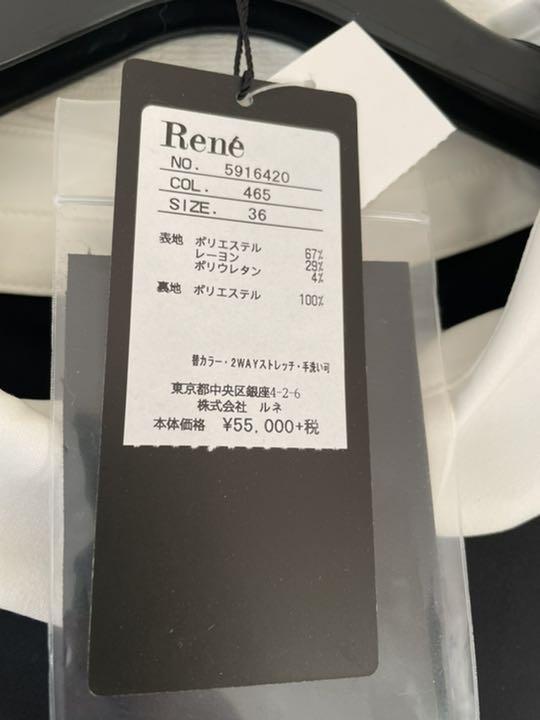 René
NO. 5916420
COL. 465
SIZE. 36
表地 ポリエステル 67%
レーヨン 29%
ポリウレタン 4%
裏地 ポリエステル 100%
替カラー・2WAYストレッチ・手洗い可
東京都中央区銀座4-2-6
株式会社 ルネ
本体価格 ¥55,000+税